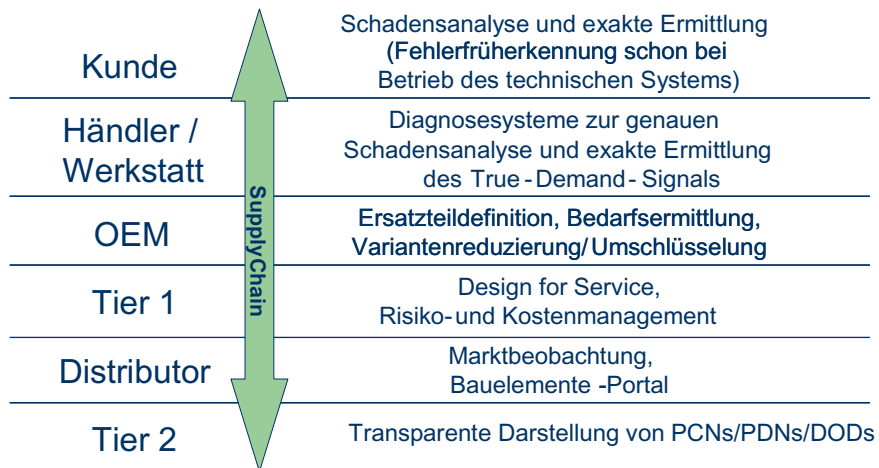 Kunde
Schadensanalyse und exakte Ermittlung
(Fehlerfrüherkennung schon bei
Betrieb des technischen Systems)
Händler /
Werkstatt
Diagnosesysteme zur genauen
Schadensanalyse und exakte Ermittlung
des True-Demand-Signals
SupplyChain
OEM
Ersatzteildefinition, Bedarfsermittlung,
Variantenreduzierung/Umschlüsselung
Tier 1
Design for Service,
Risiko-und Kostenmanagement
Distributor
Marktbeobachtung,
Bauelemente -Portal
Tier 2
Transparente Darstellung von PCNs/PDNs/DODs